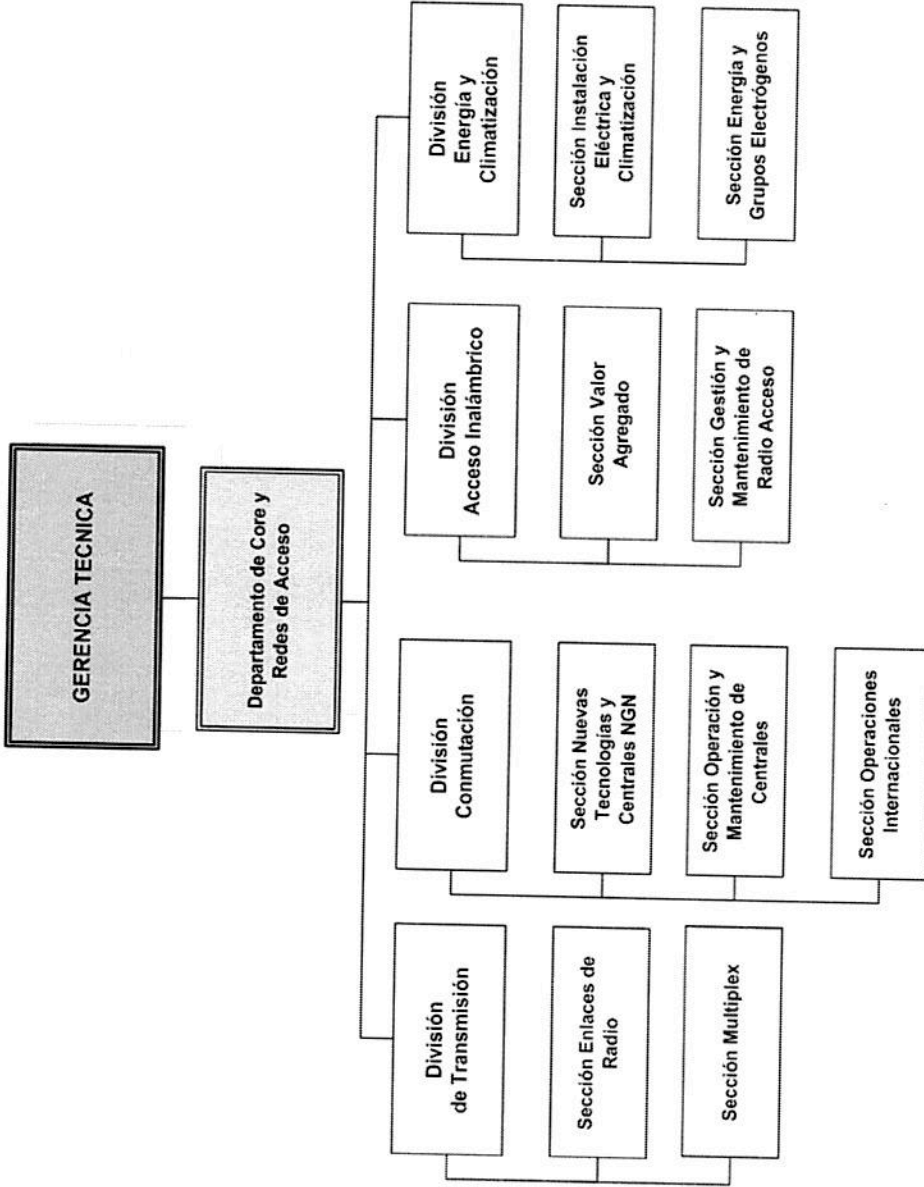 GERENCIA TECNICA
Departamento de Core y
Redes de Acceso
División
de Transmisión
Sección Enlaces de
Radio
Sección Multiplex
División
Conmutación
Sección Nuevas
Tecnologías y
Centrales NGN
Sección Operación y
Mantenimiento de
Centrales
Sección Operaciones
Internacionales
División
Acceso Inalámbrico
Sección Valor
Agregado
Sección Gestión y
Mantenimiento de
Radio Acceso
División
Energía y
Climatización
Sección Instalación
Eléctrica y
Climatización
Sección Energía y
Grupos Electrógenos